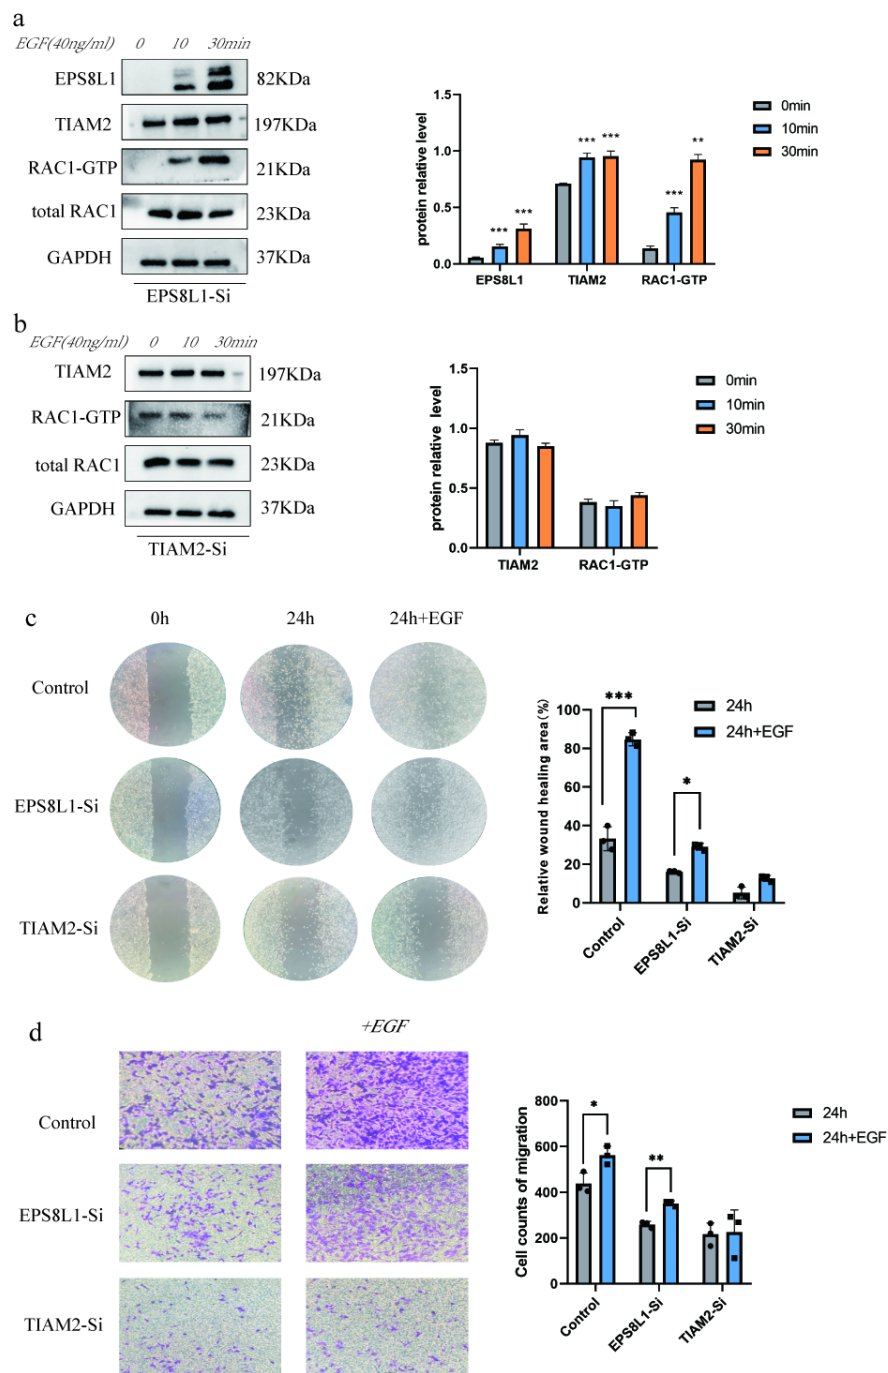 a
EGF(40ng/ml) 0 10 30min
EPS8L1 82KDa
TIAM2 197KDa
RAC1-GTP 21KDa
total RAC1 23KDa
GAPDH 37KDa
EPS8L1-Si
protein relative level
1.5
1.0
0.5
0.0
*** *** *** *** *** **
EPS8L1 TIAM2 RAC1-GTP
0min
10min
30min
b
EGF(40ng/ml) 0 10 30min
TIAM2 197KDa
RAC1-GTP 21KDa
total RAC1 23KDa
GAPDH 37KDa
TIAM2-Si
protein relative level
1.5
1.0
0.5
0.0
TIAM2 RAC1-GTP
0min
10min
30min
c
0h 24h 24h+EGF
Control
EPS8L1-Si
TIAM2-Si
Relative wound healing area(%)
100
80
60
40
20
0
*** *
Control EPS8L1-Si TIAM2-Si
24h
24h+EGF
d
+EGF
Control
EPS8L1-Si
TIAM2-Si
Cell counts of migration
800
600
400
200
0
* **
Control EPS8L1-Si TIAM2-Si
24h
24h+EGF